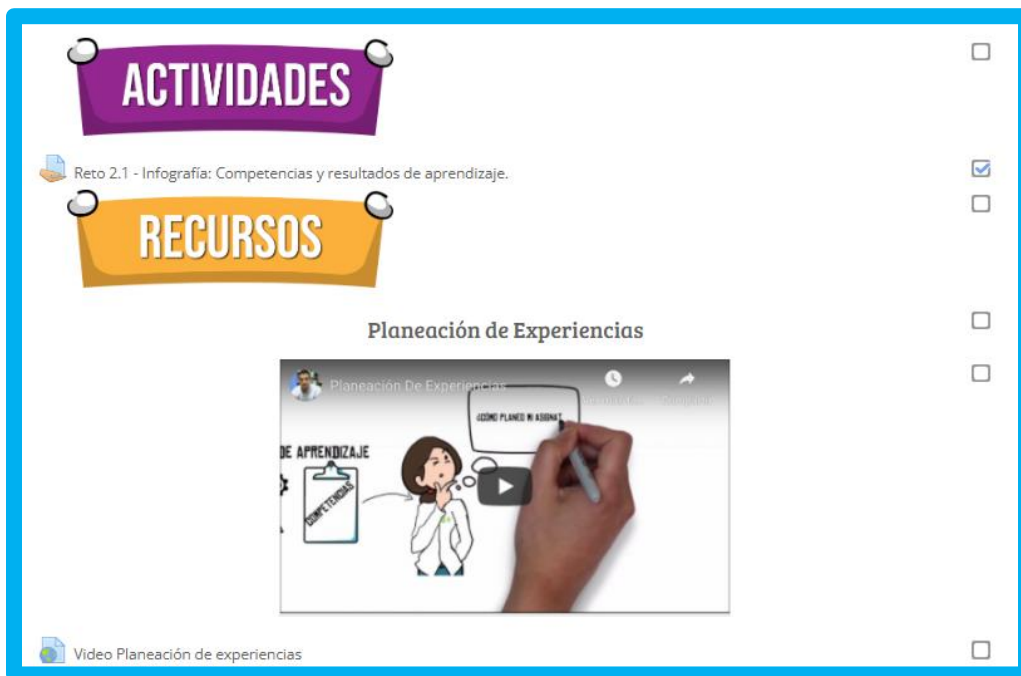 ACTIVIDADES
Reto 2.1 - Infografía: Competencias y resultados de aprendizaje.
RECURSOS
Planeación de Experiencias
Planeación De Experiencias
¿CÓMO PLANEO MI ASIGNAT
DE APRENDIZAJE
COMPETENCIAS
Video Planeación de experiencias